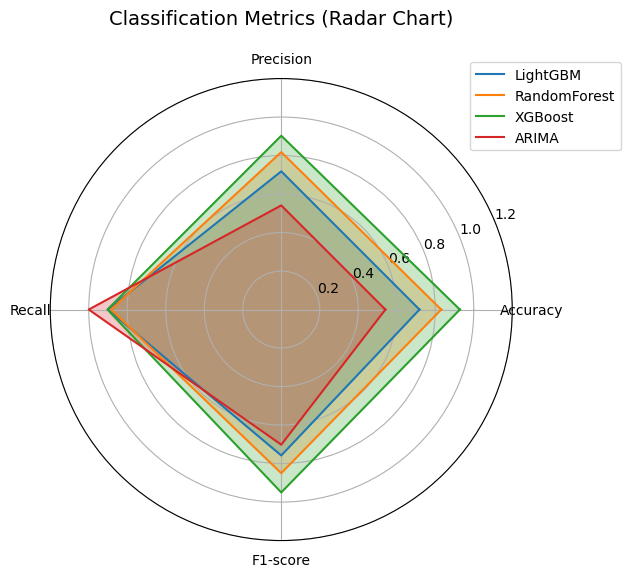 Classification Metrics (Radar Chart)
Precision
LightGBM
RandomForest
XGBoost
ARIMA
1.2
1.0
0.8
0.6
0.4
0.2
Recall
Accuracy
F1-score